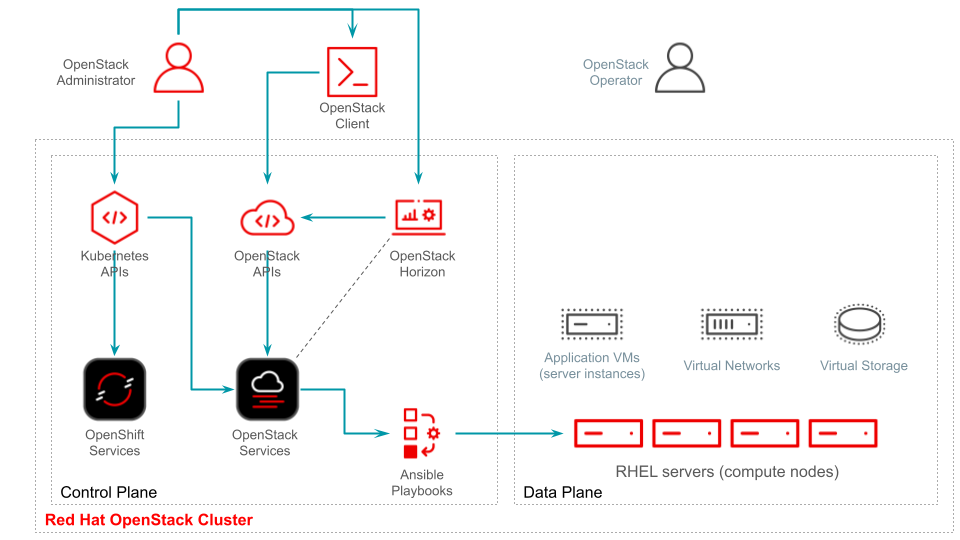 OpenStack
Administrator
OpenStack
Client
OpenStack
Operator
Kubernetes
APIs
OpenStack
APIs
OpenStack
Horizon
Application VMs
(server instances)
Virtual Networks
Virtual Storage
OpenShift
Services
OpenStack
Services
Ansible
Playbooks
RHEL servers (compute nodes)
Control Plane
Data Plane
Red Hat OpenStack Cluster